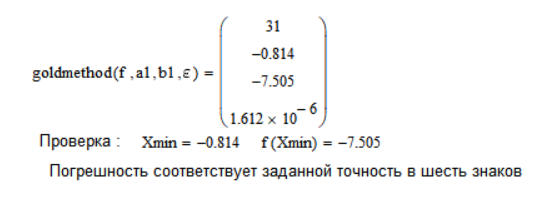 31
−0.814
goldmethod(f ,a1,b1,ε) =
−7.505
1.612 × 10⁻⁶
Проверка : Xmin = −0.814 f (Xmin) = −7.505
Погрешность соответствует заданной точность в шесть знаков